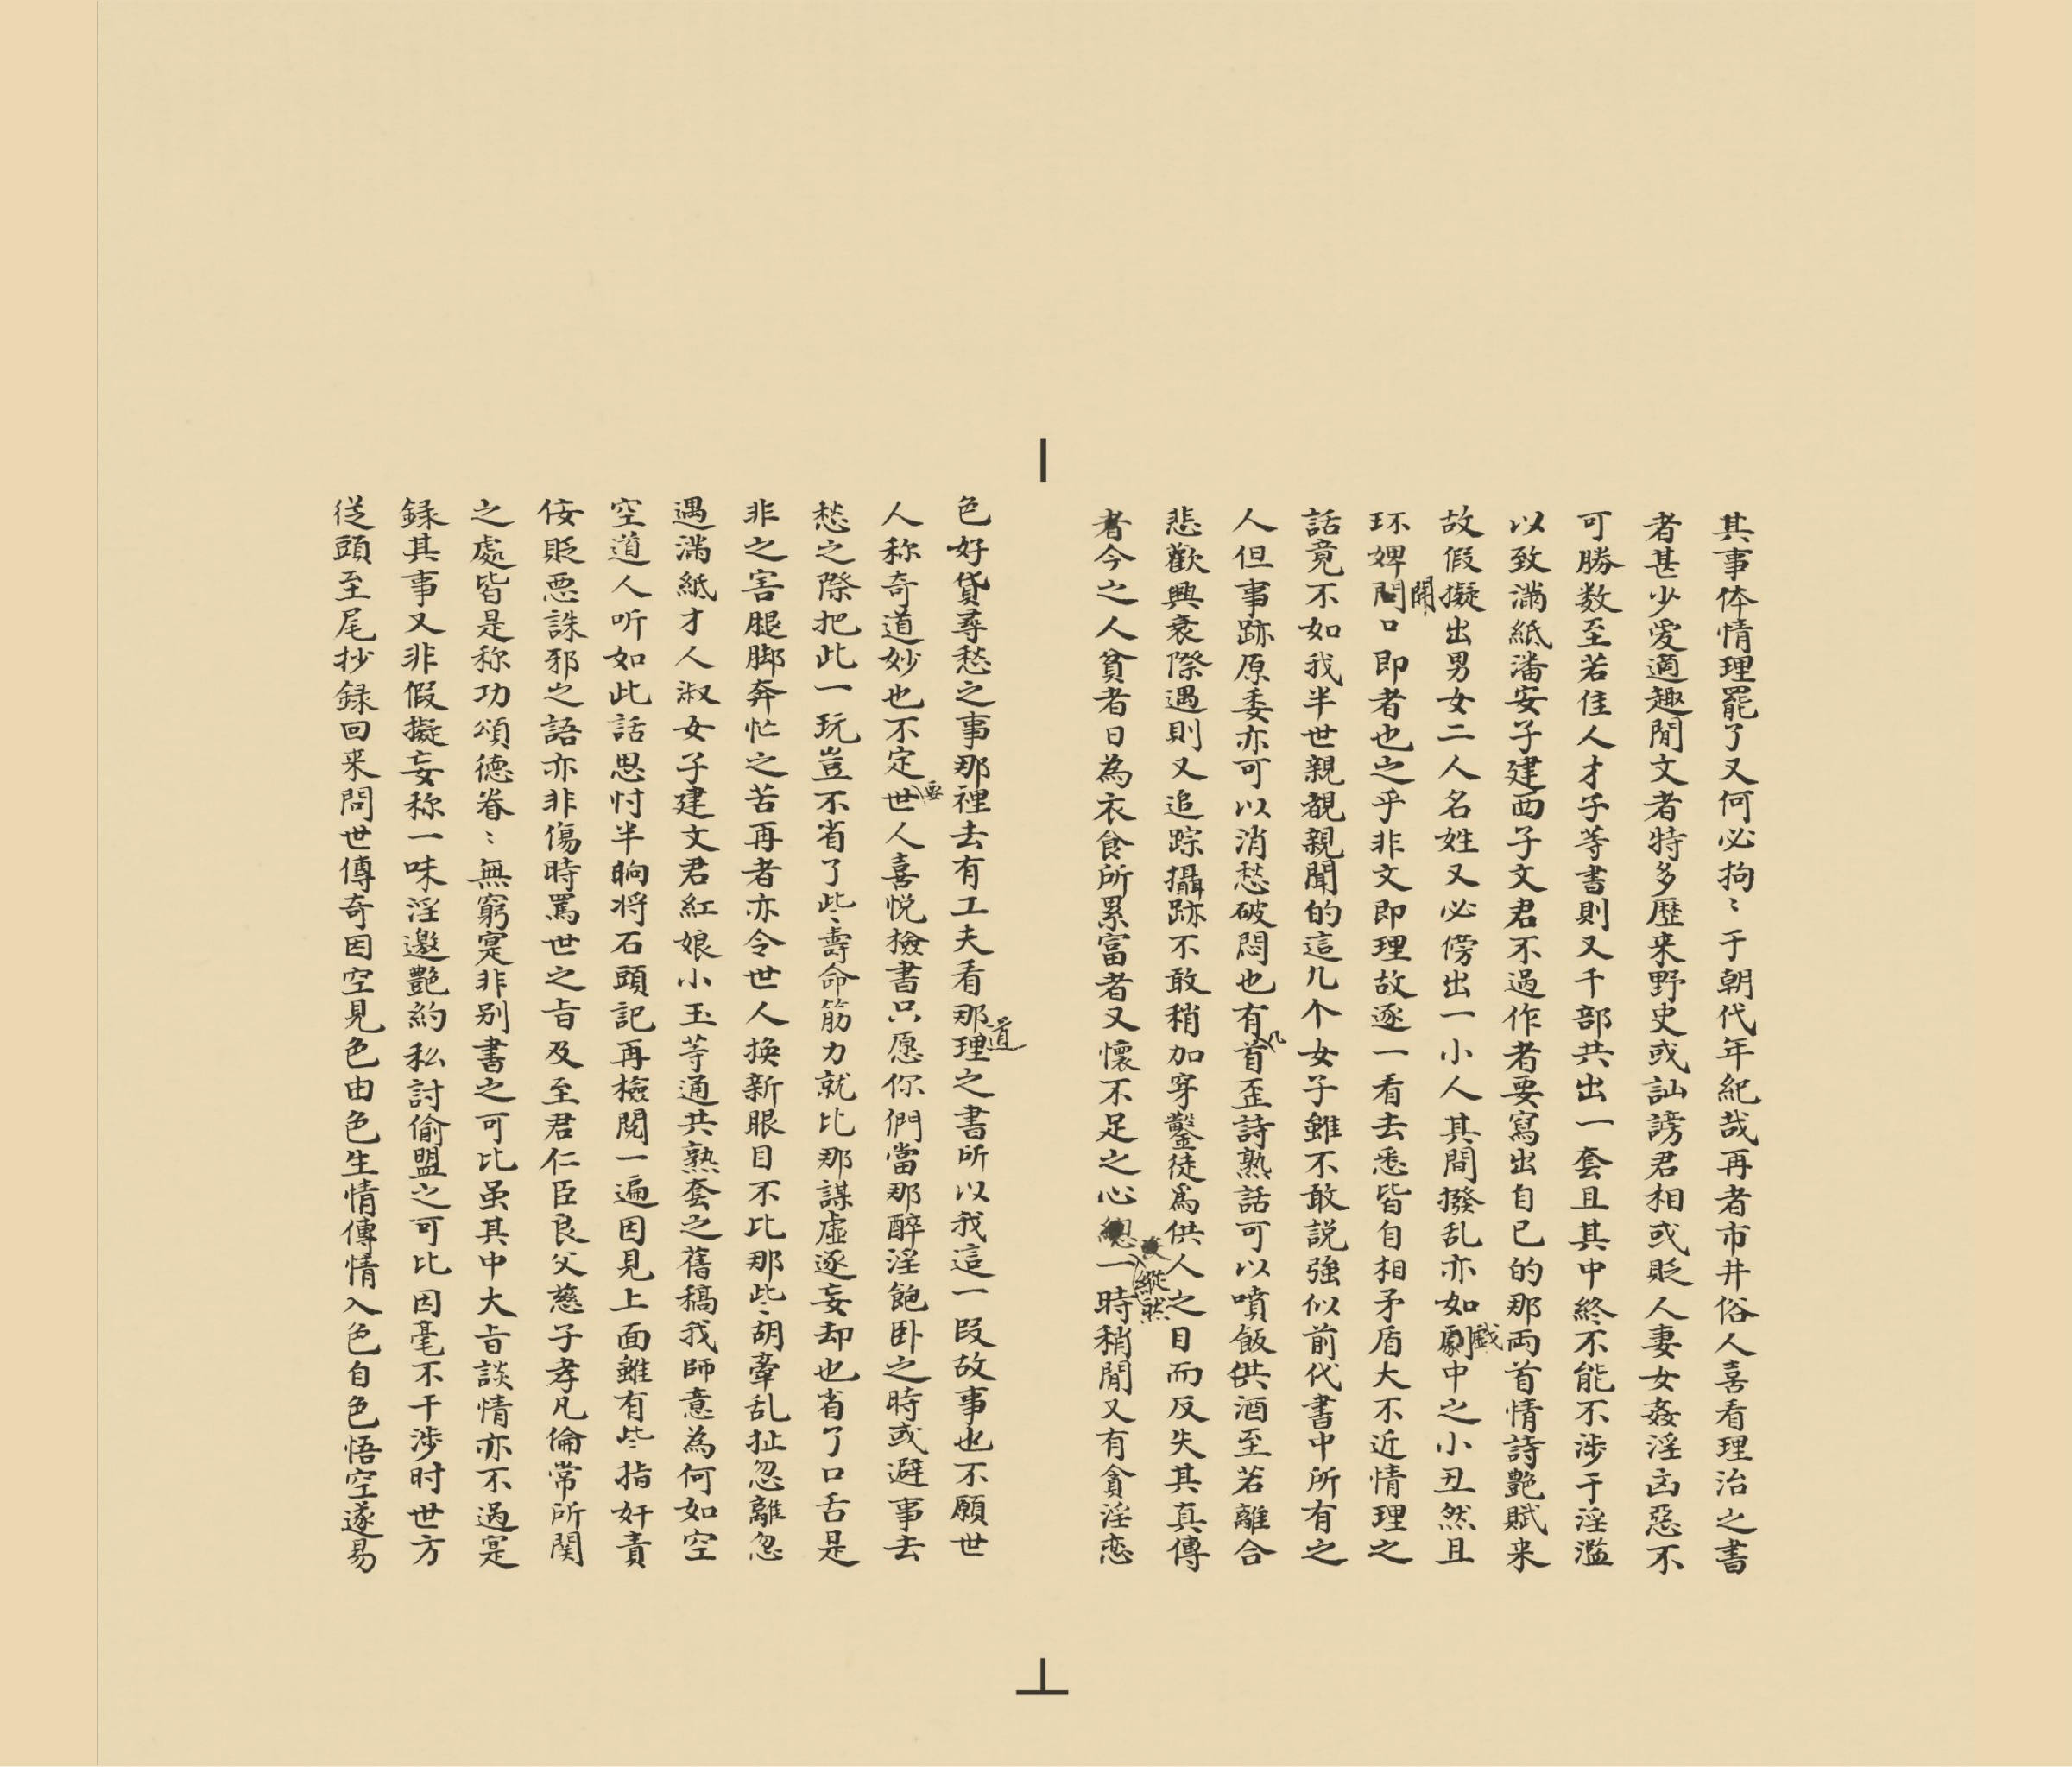 其事体情理罷了又何必拘〻于朝代年紀哉再者市井俗人喜看理治之書
者甚少爱適趣閒文者特多歷来野史或訕謗君相或貶人妻女姦淫凶惡不
可勝数至若佳人才子等書則又千部共出一套且其中終不能不涉于淫濫
以致满紙潘安子建西子文君不過作者要寫出自己的那两首情詩艶賦来
故假擬出男女二人名姓又必傍出一小人其間撥乱亦如劇中之小丑然且
戲
环婢開口即者也之乎非文即理故逐一看去悉皆自相矛盾大不近情理之
開
話竟不如我半世親覩親聞的這几个女子雖不敢説強似前代書中所有之
人但事跡原委亦可以消愁破悶也有首歪詩熟話可以噴飯供酒至若離合
几
悲歡興衰際遇則又追踪攝跡不敢稍加穿鑿徒爲供人之目而反失其真傳
者今之人貧者日為衣食所累富者又懷不足之心總一時稍閒又有貪淫恋
縱然
色好貨尋愁之事那裡去有工夫看那理之書所以我這一段故事也不願世
道
人称奇道妙也不定世人喜悦檢書只愿你們當那醉淫飽卧之時或避事去
要
愁之際把此一玩豈不省了些壽命筋力就比那謀虛逐妄却也省了口舌是
非之害腿脚奔忙之苦再者亦令世人换新眼目不比那些胡牽乱扯忽離忽
遇满紙才人淑女子建文君紅娘小玉等通共熟套之舊稿我師意為何如空
空道人听如此話思忖半晌将石頭記再檢閱一遍因見上面雖有些指奸責
佞貶惡誅邪之語亦非傷時罵世之旨及至君仁臣良父慈子孝凡倫常所関
之處皆是称功頌德眷〻無窮寔非别書之可比虽其中大旨談情亦不過寔
録其事又非假擬妄称一味淫邀艶約私討偷盟之可比因毫不干涉时世方
従頭至尾抄録回来問世傳奇因空見色由色生情傳情入色自色悟空遂易